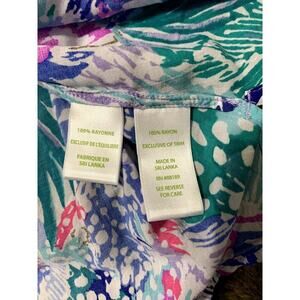 100% RAYONNE
EXCLUSIF DE L'ÉQUILIBRE
FABRIQUÉ EN
SRI LANKA
100% RAYON
EXCLUSIVE OF TRIM
MADE IN
SRI LANKA
RN #88189
SEE REVERSE
FOR CARE